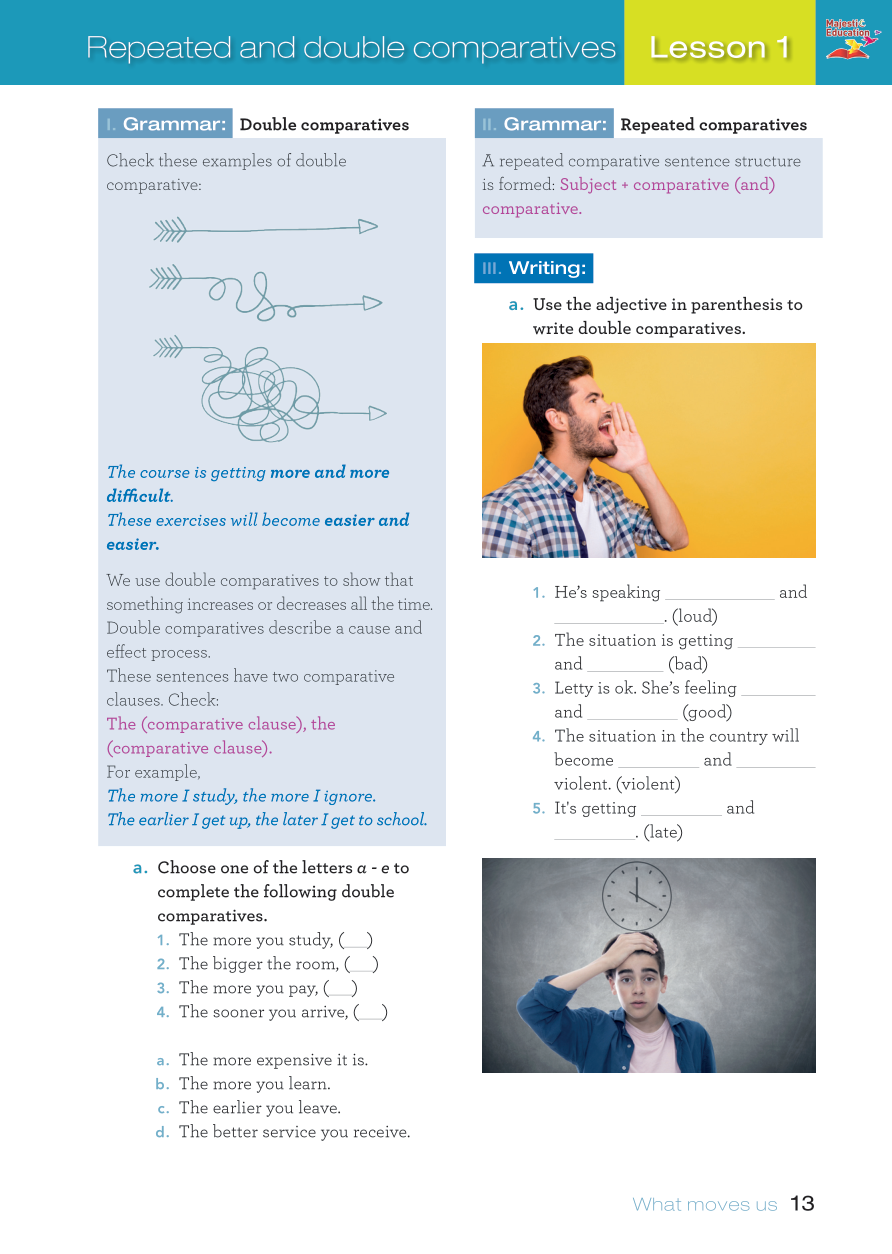 Repeated and double comparatives
Lesson 1
Majestic
Education
I. Grammar: Double comparatives
Check these examples of double
comparative:
The course is getting more and more
difficult.
These exercises will become easier and
easier.
We use double comparatives to show that
something increases or decreases all the time.
Double comparatives describe a cause and
effect process.
These sentences have two comparative
clauses. Check:
The (comparative clause), the
(comparative clause).
For example,
The more I study, the more I ignore.
The earlier I get up, the later I get to school.
a. Choose one of the letters a - e to
complete the following double
comparatives.
1. The more you study, (__)
2. The bigger the room, (__)
3. The more you pay, (__)
4. The sooner you arrive, (__)
a. The more expensive it is.
b. The more you learn.
c. The earlier you leave.
d. The better service you receive.
II. Grammar: Repeated comparatives
A repeated comparative sentence structure
is formed: Subject + comparative (and)
comparative.
III. Writing:
a. Use the adjective in parenthesis to
write double comparatives.
1. He's speaking ____________ and
____________. (loud)
2. The situation is getting ________
and ________ (bad)
3. Letty is ok. She's feeling ________
and __________ (good)
4. The situation in the country will
become _________ and ________
violent. (violent)
5. It's getting _________ and
_________. (late)
What moves us 13